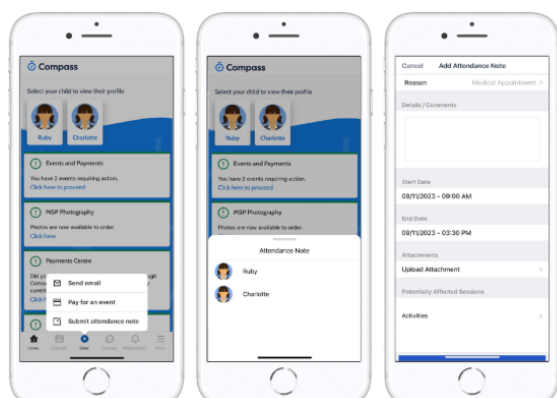 Compass
Select your child to view their profile
Ruby
Charlotte
Events and Payments
You have 2 events requiring action.
Click here to proceed
MSP Photography
Photos are now available to order.
Click here
Payments Centre
Send email
Pay for an event
Submit attendance note
Home
Calendar
Notifications
Compass
Select your child to view their profile
Ruby
Charlotte
Events and Payments
You have 2 events requiring action.
Click here to proceed
MSP Photography
Photos are now available to order.
Attendance Note
Ruby
Charlotte
Cancel
Add Attendance Note
Reason
Medical Appointment >
Details / Comments
Start Date
09/11/2023 - 09:00 AM
End Date
09/11/2023 - 03:30 PM
Attachments
Upload Attachment >
Potentially Affected Sessions
Activities >